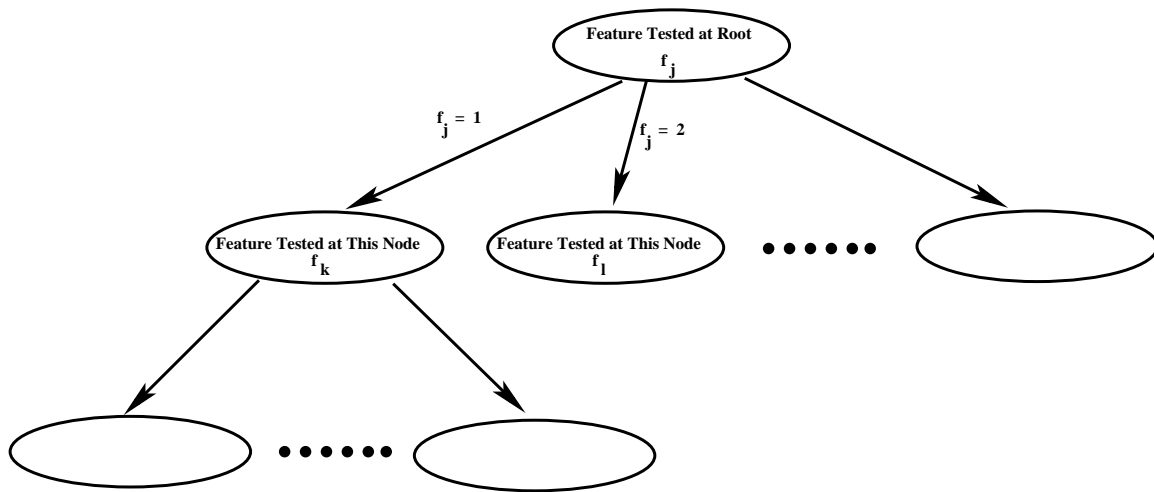 Feature Tested at Root
f_j
f_j = 1
f_j = 2
Feature Tested at This Node
f_k
Feature Tested at This Node
f_l